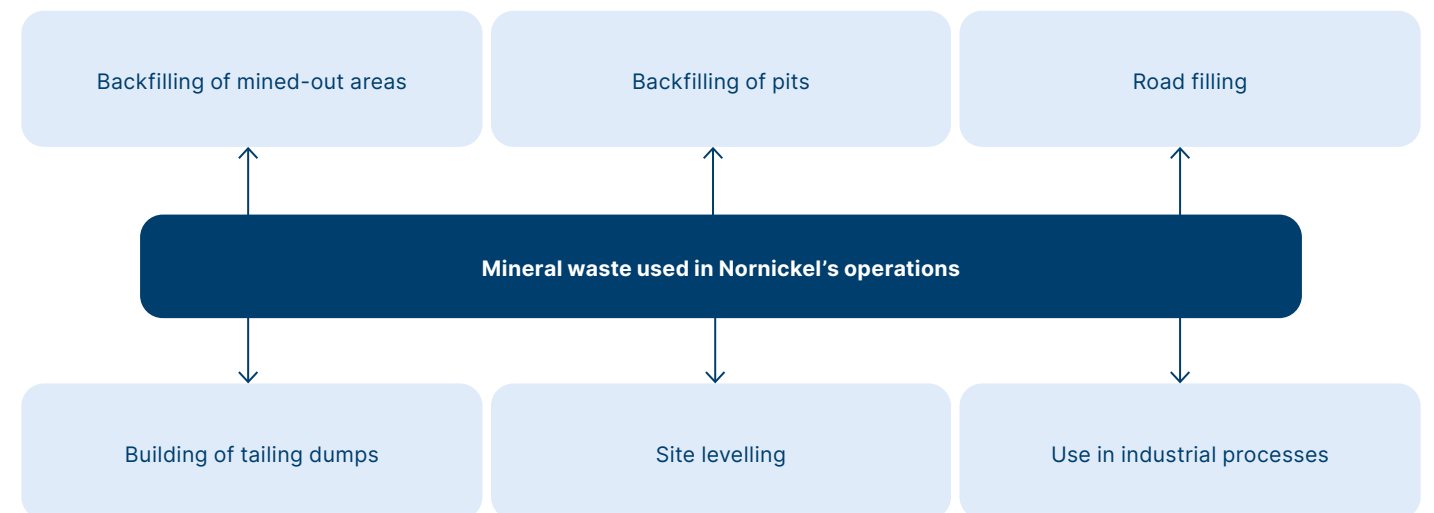 Backfilling of mined-out areas
Backfilling of pits
Road filling
Mineral waste used in Nornickel’s operations
Building of tailing dumps
Site levelling
Use in industrial processes